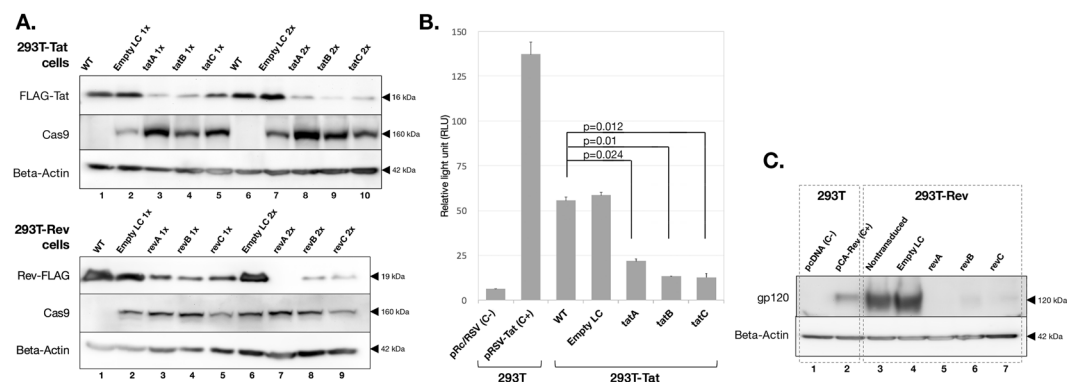 A.
293T-Tat
cells
WT
Empty LC 1x
tatA 1x
tatB 1x
tatC 1x
WT
Empty LC 2x
tatA 2x
tatB 2x
tatC 2x
FLAG-Tat
16 kDa
Cas9
160 kDa
Beta-Actin
42 kDa
1 2 3 4 5 6 7 8 9 10
293T-Rev
cells
WT
Empty LC 1x
revA 1x
revB 1x
revC 1x
Empty LC 2x
revA 2x
revB 2x
revC 2x
Rev-FLAG
19 kDa
Cas9
160 kDa
Beta-Actin
42 kDa
1 2 3 4 5 6 7 8 9
B.
Relative light unit (RLU)
150
125
100
75
50
25
0
p=0.012
p=0.01
p=0.024
pRc/RSV (C-)
pRSV-Tat (C+)
WT
Empty LC
tatA
tatB
tatC
293T
293T-Tat
C.
293T
293T-Rev
pcDNA (C-)
pCA-Rev (C+)
Nontransduced
Empty LC
revA
revB
revC
gp120
120 kDa
Beta-Actin
42 kDa
1 2 3 4 5 6 7